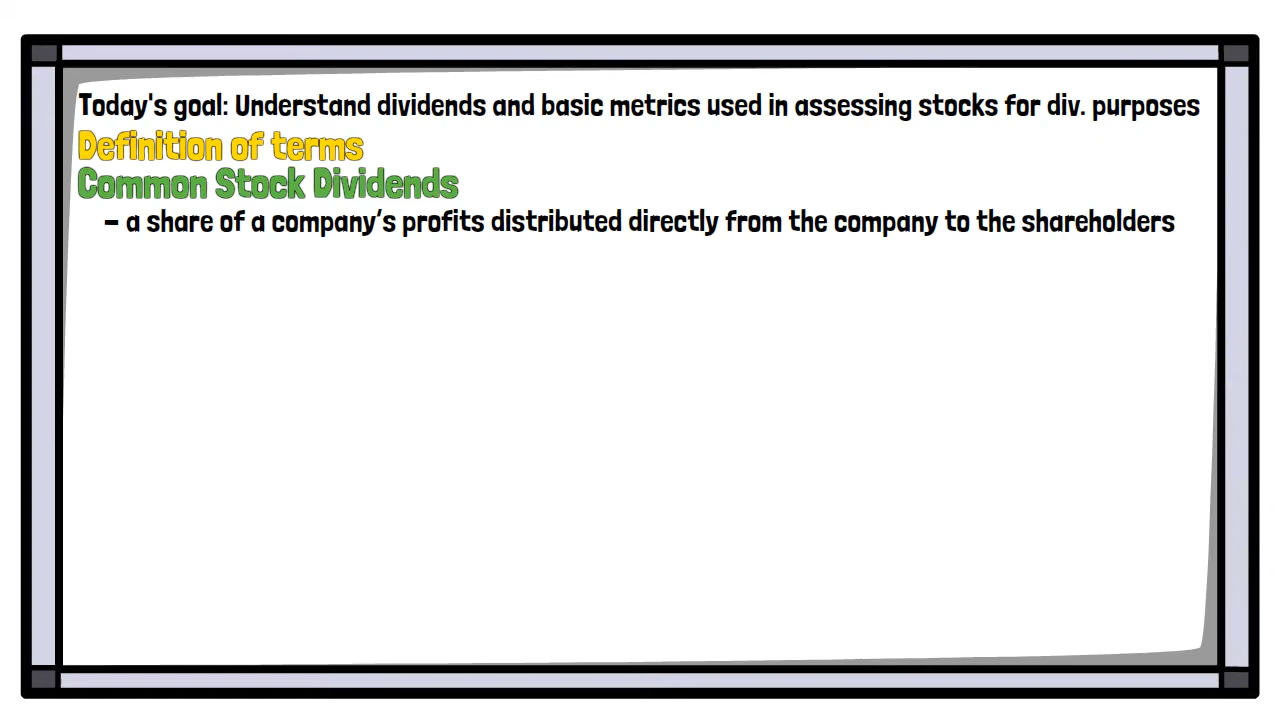 Today's goal: Understand dividends and basic metrics used in assessing stocks for div. purposes
Definition of terms
Common Stock Dividends
– a share of a company’s profits distributed directly from the company to the shareholders